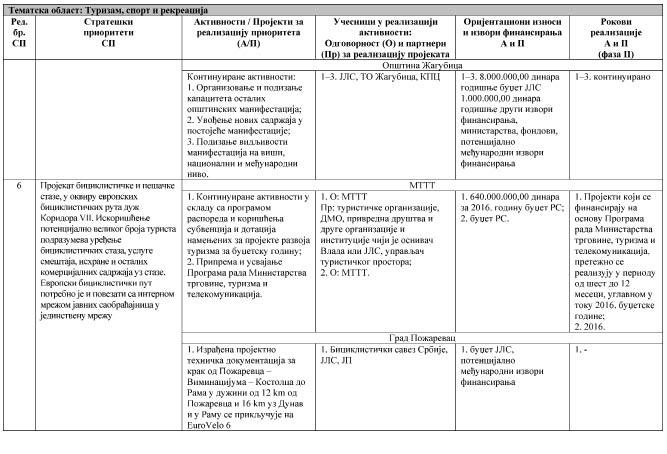 Тематска област: Туризам, спорт и рекреација
Рел.
бр.
СП
Стратешки
приоритети
СП
Активности / Пројекти за
реализацију приоритета
(А/П)
Учесници у реализацији
активности:
Одговорност (О) и партнери
(Пр) за реализацију пројеката
Оријентациони износи
и извори финансирања
А и П
Рокови
реализације
А и П
(фаза II)
Општина Жагубица
Континуиране активности:
1. Организовање и подизање
капацитета осталих
општинских манифестација;
2. Увођење нових садржаја у
постојеће манифестације;
3. Подизање видљивости
манифестација на виши,
национални и међународни
ниво.
1–3. ЈЛС, ТО Жагубица, КПЦ
1–3. 8.000.000,00 динара
годишње буџет ЈЛС
1.000.000,00 динара
годишње други извори
финансирања,
министарства, фондови,
потенцијално
међународни извори
финансирања
1–3. континуирано
6
Пројекат бициклистичке и пешачке
стазе, у оквиру европских
бициклистичких рута дуж
Коридора VII. Искоришћење
потенцијално великог броја туриста
подразумева уређење
бициклистичких стаза, услуге
смештаја, исхране и осталих
комерцијалних садржаја уз стазе.
Европски бициклистички пут
потребно је и повезати са интерном
мрежом јавних саобраћајница у
јединствену мрежу
МТТТ
1. Континуиране активности у
складу са програмом
распореда и коришћења
субвенција и дотација
намењених за пројекте развоја
туризма за буџетску годину;
2. Припрема и усвајање
Програма рада Министарства
трговине, туризма и
телекомуникација.
1. О: МТТТ
Пр: туристичке организације,
ДМО, привредна друштва и
друге организације и
институције чији је оснивач
Влада или ЈЛС, управљач
туристичког простора;
2. О: МТТТ.
1. 640.000.000,00 динара
за 2016. годину буџет РС;
2. буџет РС.
1. Пројекти који се
финансирају на
основу Програма
рада Министарства
трговине, туризма и
телекомуникација.
претежно се
реализују у периоду
од шест до 12
месеци, углавном у
току 2016. буџетске
године;
2. 2016.
Град Пожаревац
1. Израђена пројектно
техничка документација за
крак од Пожаревца –
Виминацијума – Костолца до
Рама у дужини од 12 km од
Пожаревца и 16 km уз Дунав
и у Раму се прикључује на
EuroVelo 6
1. Бициклистички савез Србије,
ЈЛС, ЈП
1. буџет ЈЛС,
потенцијално
међународни извори
финансирања
1. -